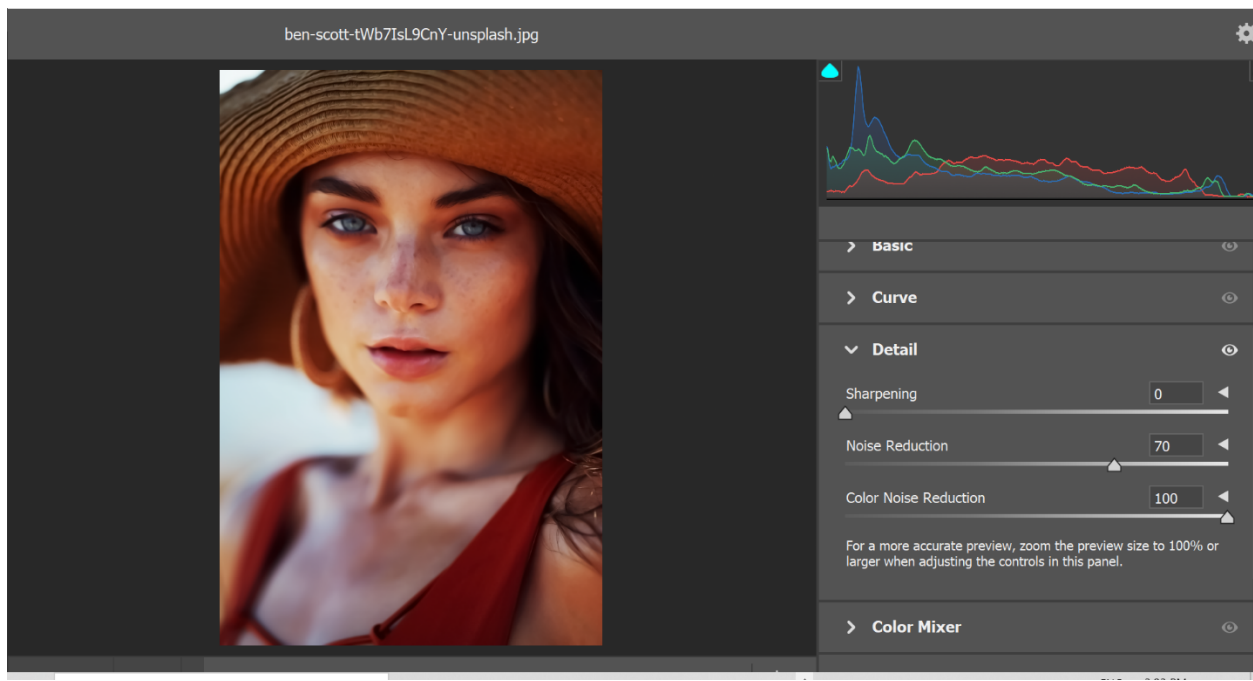 ben-scott-tWb7IsL9CnY-unsplash.jpg
Basic
Curve
Detail
Sharpening 0
Noise Reduction 70
Color Noise Reduction 100
For a more accurate preview, zoom the preview size to 100% or
larger when adjusting the controls in this panel.
Color Mixer